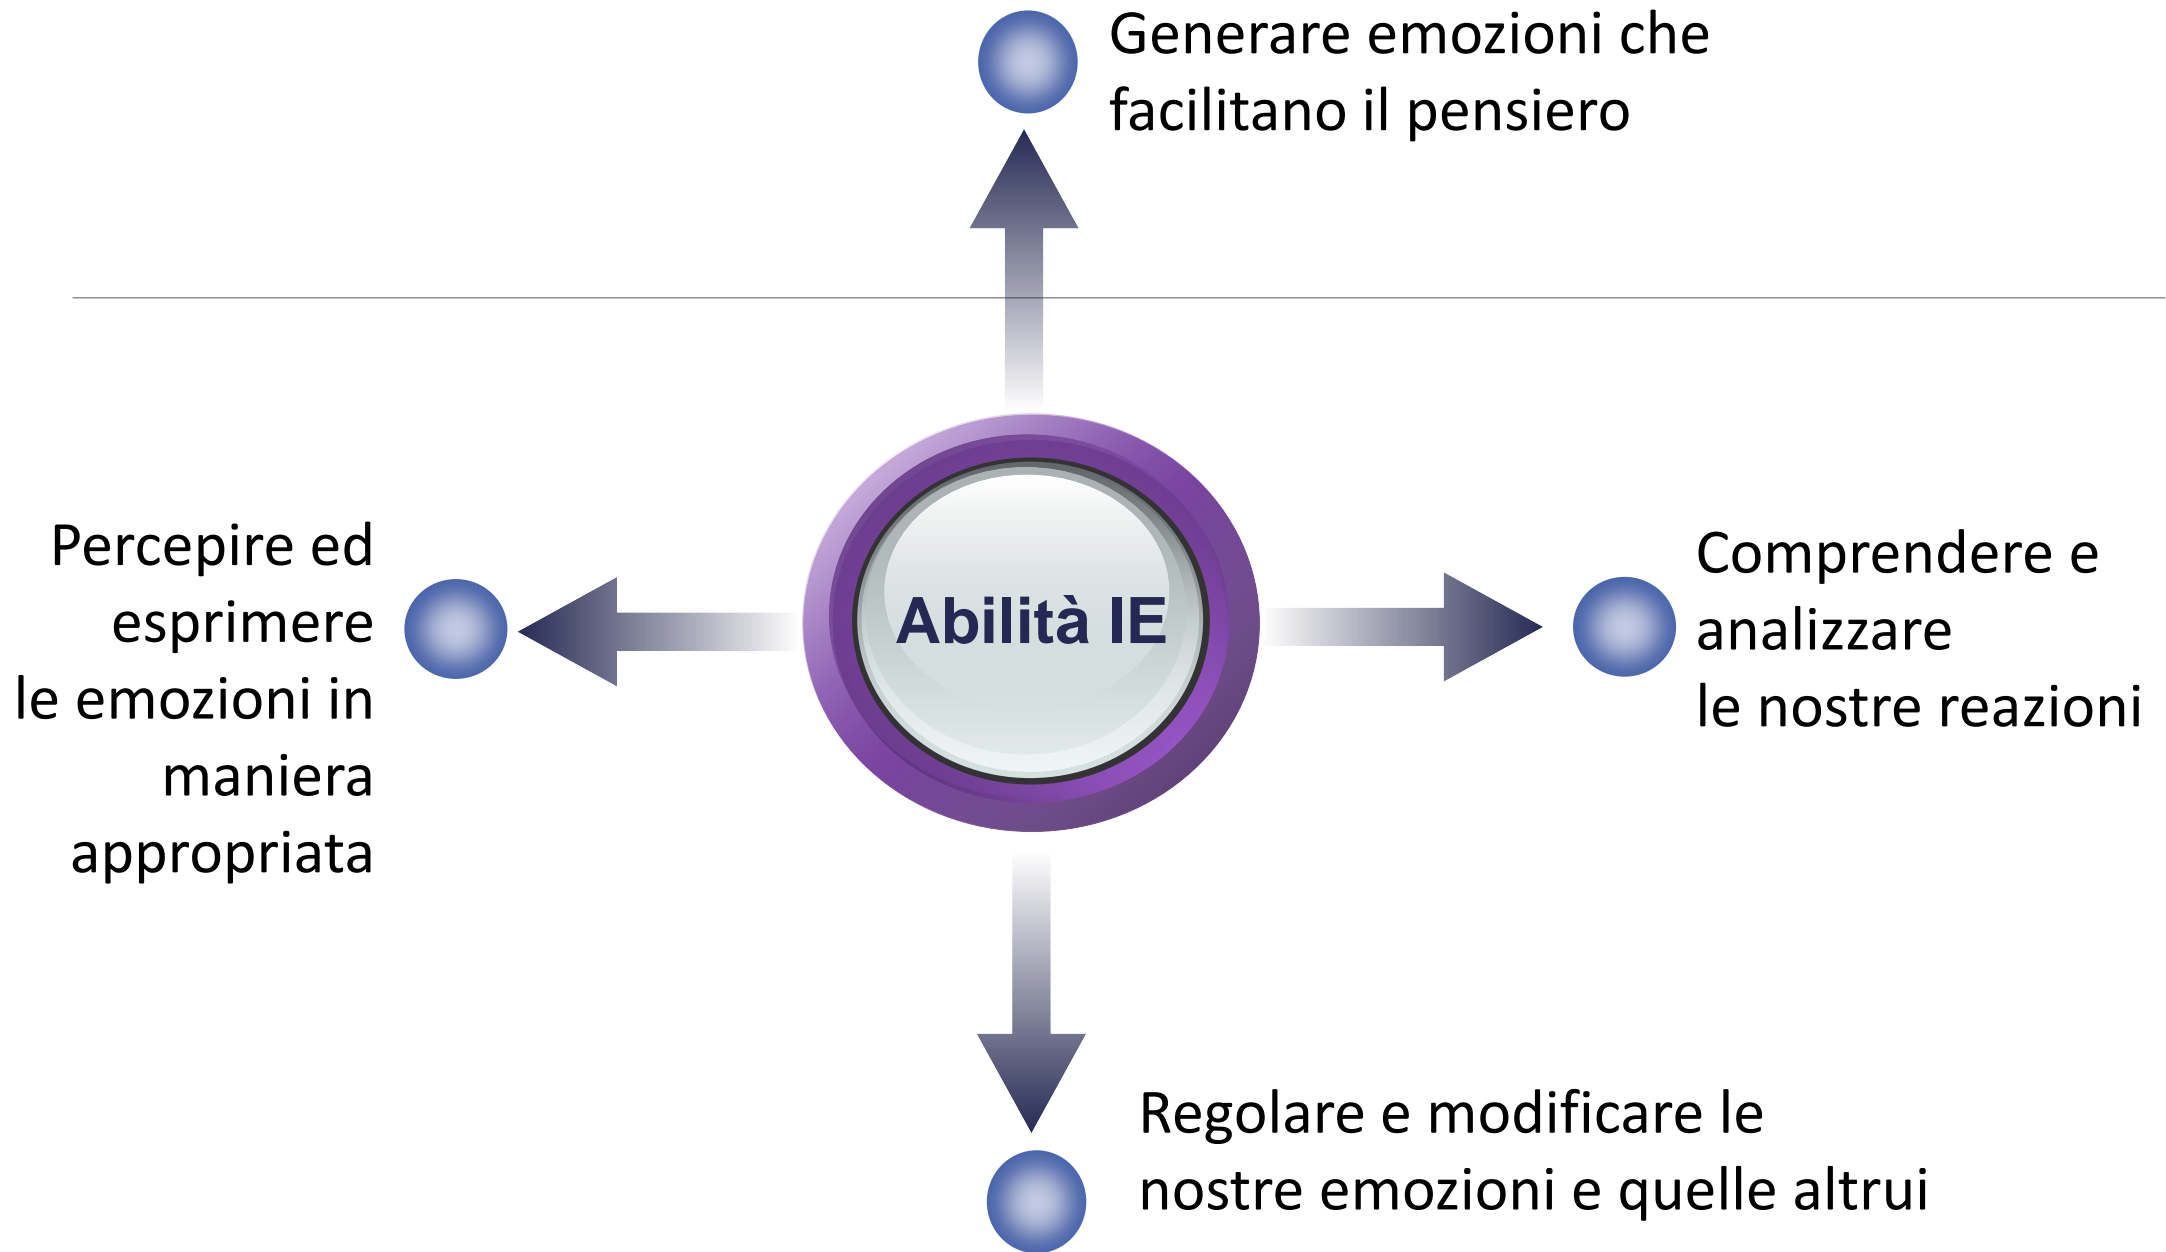 Generare emozioni che
facilitano il pensiero
Percepire ed
esprimere
le emozioni in
maniera
appropriata
Abilità IE
Comprendere e
analizzare
le nostre reazioni
Regolare e modificare le
nostre emozioni e quelle altrui